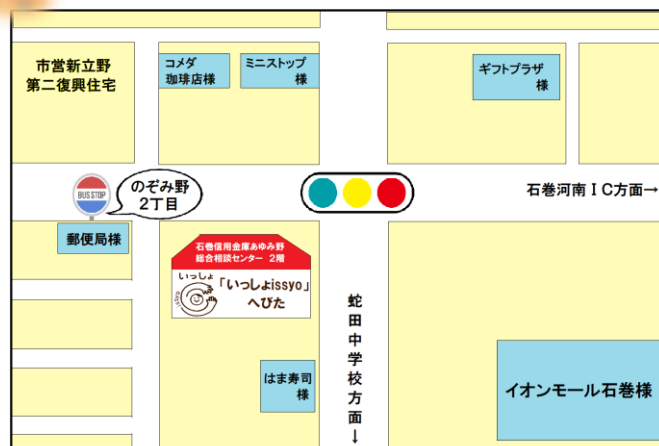 市営新立野
第二復興住宅
コメダ
珈琲店様
ミニストップ
様
ギフトプラザ
様
BUS STOP
のぞみ野
2丁目
石巻河南IC方面→
郵便局様
石巻信用金庫あゆみ野
総合相談センター 2階
いっしょ
issyo
「いっしょissyo」
へびた
蛇田中学校方面↓
はま寿司
様
イオンモール石巻様